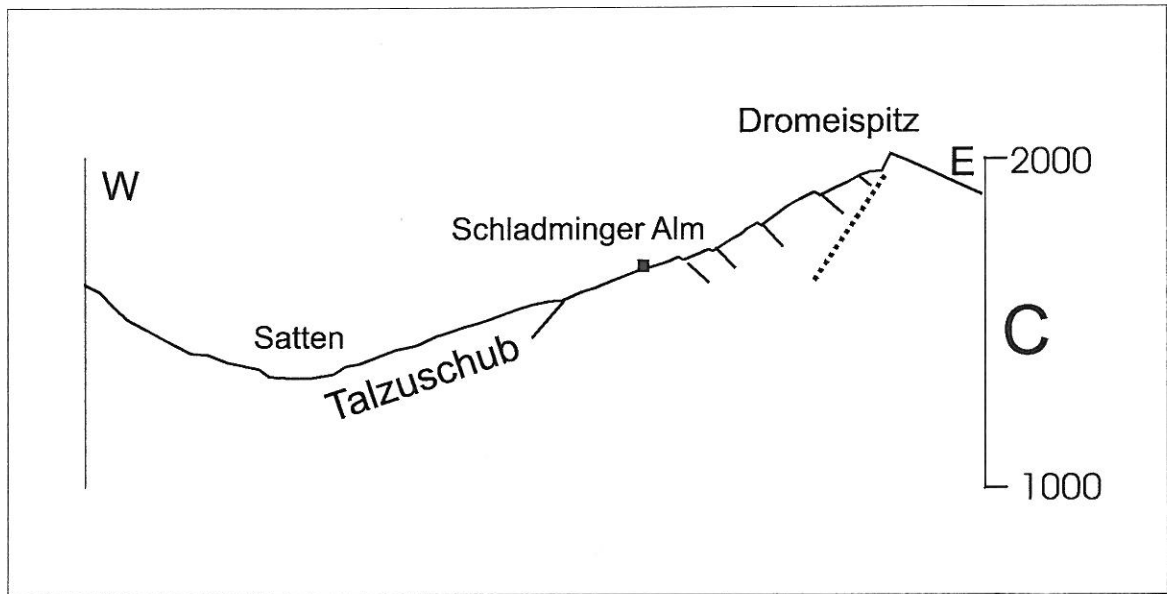 Dromeispitz
W
E
2000
Schladminger Alm
Satten
Talzuschub
C
1000